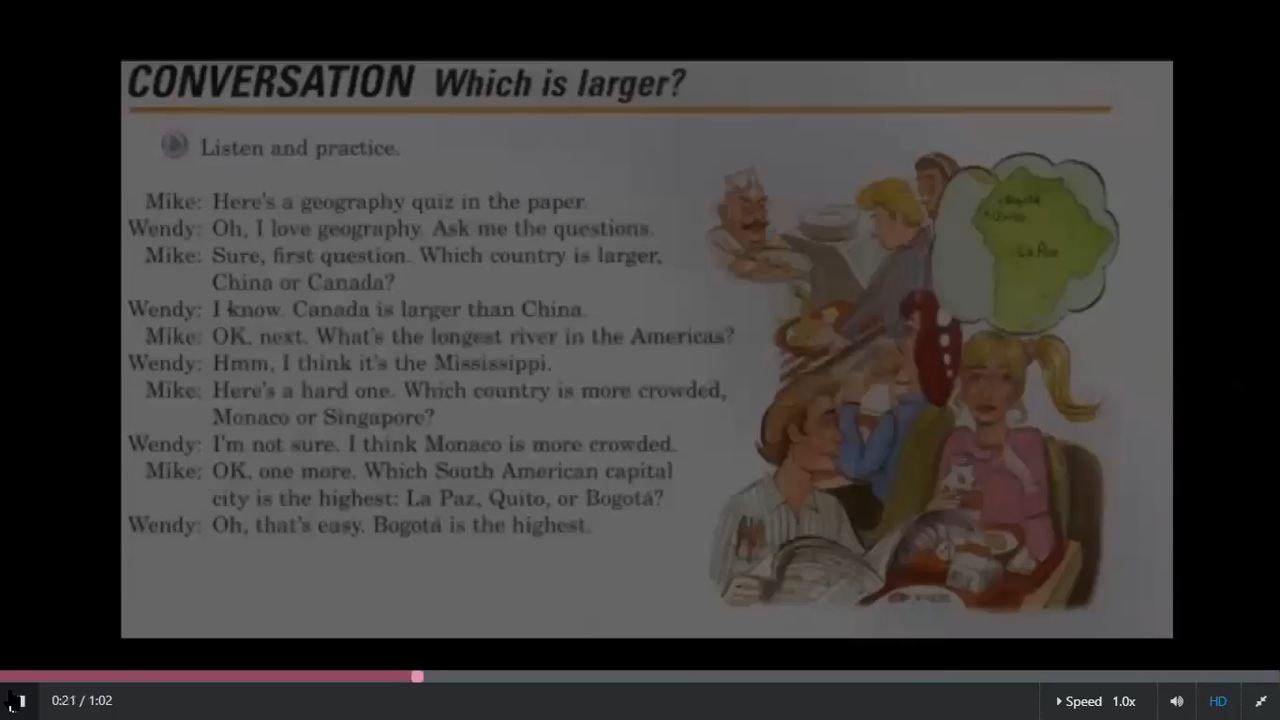 CONVERSATION Which is larger?
Listen and practice.
Mike: Here's a geography quiz in the paper.
Wendy: Oh, I love geography. Ask me the questions.
Mike: Sure, first question. Which country is larger,
China or Canada?
Wendy: I know. Canada is larger than China.
Mike: OK, next. What's the longest river in the Americas?
Wendy: Hmm, I think it's the Mississippi.
Mike: Here's a hard one. Which country is more crowded,
Monaco or Singapore?
Wendy: I'm not sure. I think Monaco is more crowded.
Mike: OK, one more. Which South American capital
city is the highest: La Paz, Quito, or Bogotá?
Wendy: Oh, that's easy. Bogotá is the highest.
Bogotá
Quito
La Paz
0:21 / 1:02
Speed 1.0x
HD